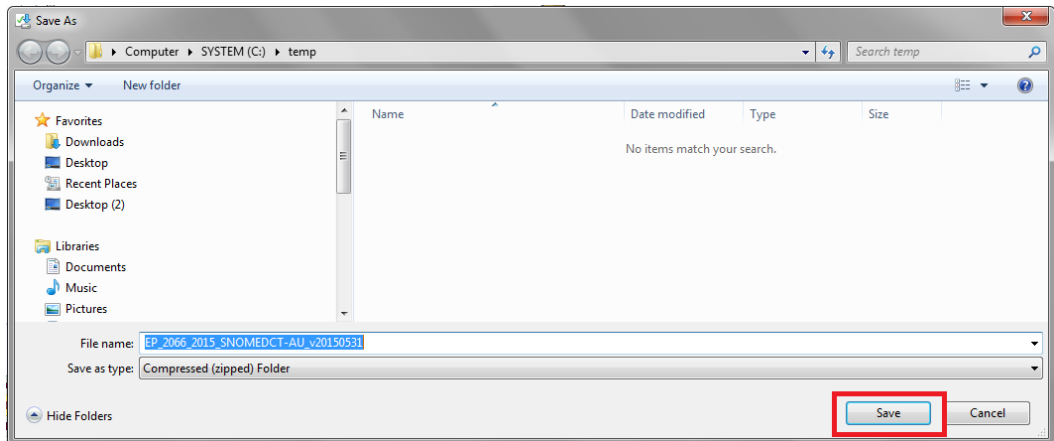 Save As
Computer SYSTEM (C:) temp
Search temp
Organize New folder
Name Date modified Type Size
No items match your search.
Favorites
Downloads
Desktop
Recent Places
Desktop (2)
Libraries
Documents
Music
Pictures
File name: EP_2066_2015_SNOMEDCT-AU_v20150531
Save as type: Compressed (zipped) Folder
Hide Folders Save Cancel